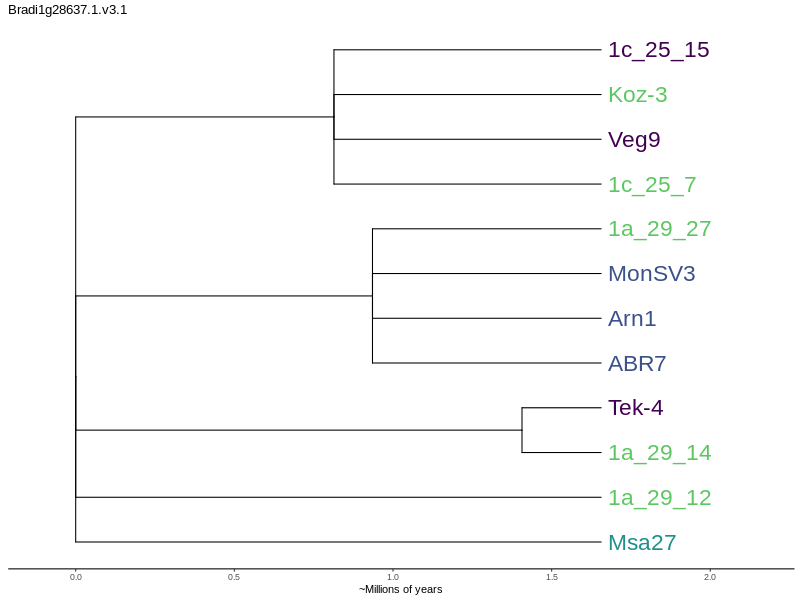 Bradi1g28637.1.v3.1
1c_25_15
Koz-3
Veg9
1c_25_7
1a_29_27
MonSV3
Arn1
ABR7
Tek-4
1a_29_14
1a_29_12
Msa27
0.0 0.5 1.0 1.5 2.0
~Millions of years